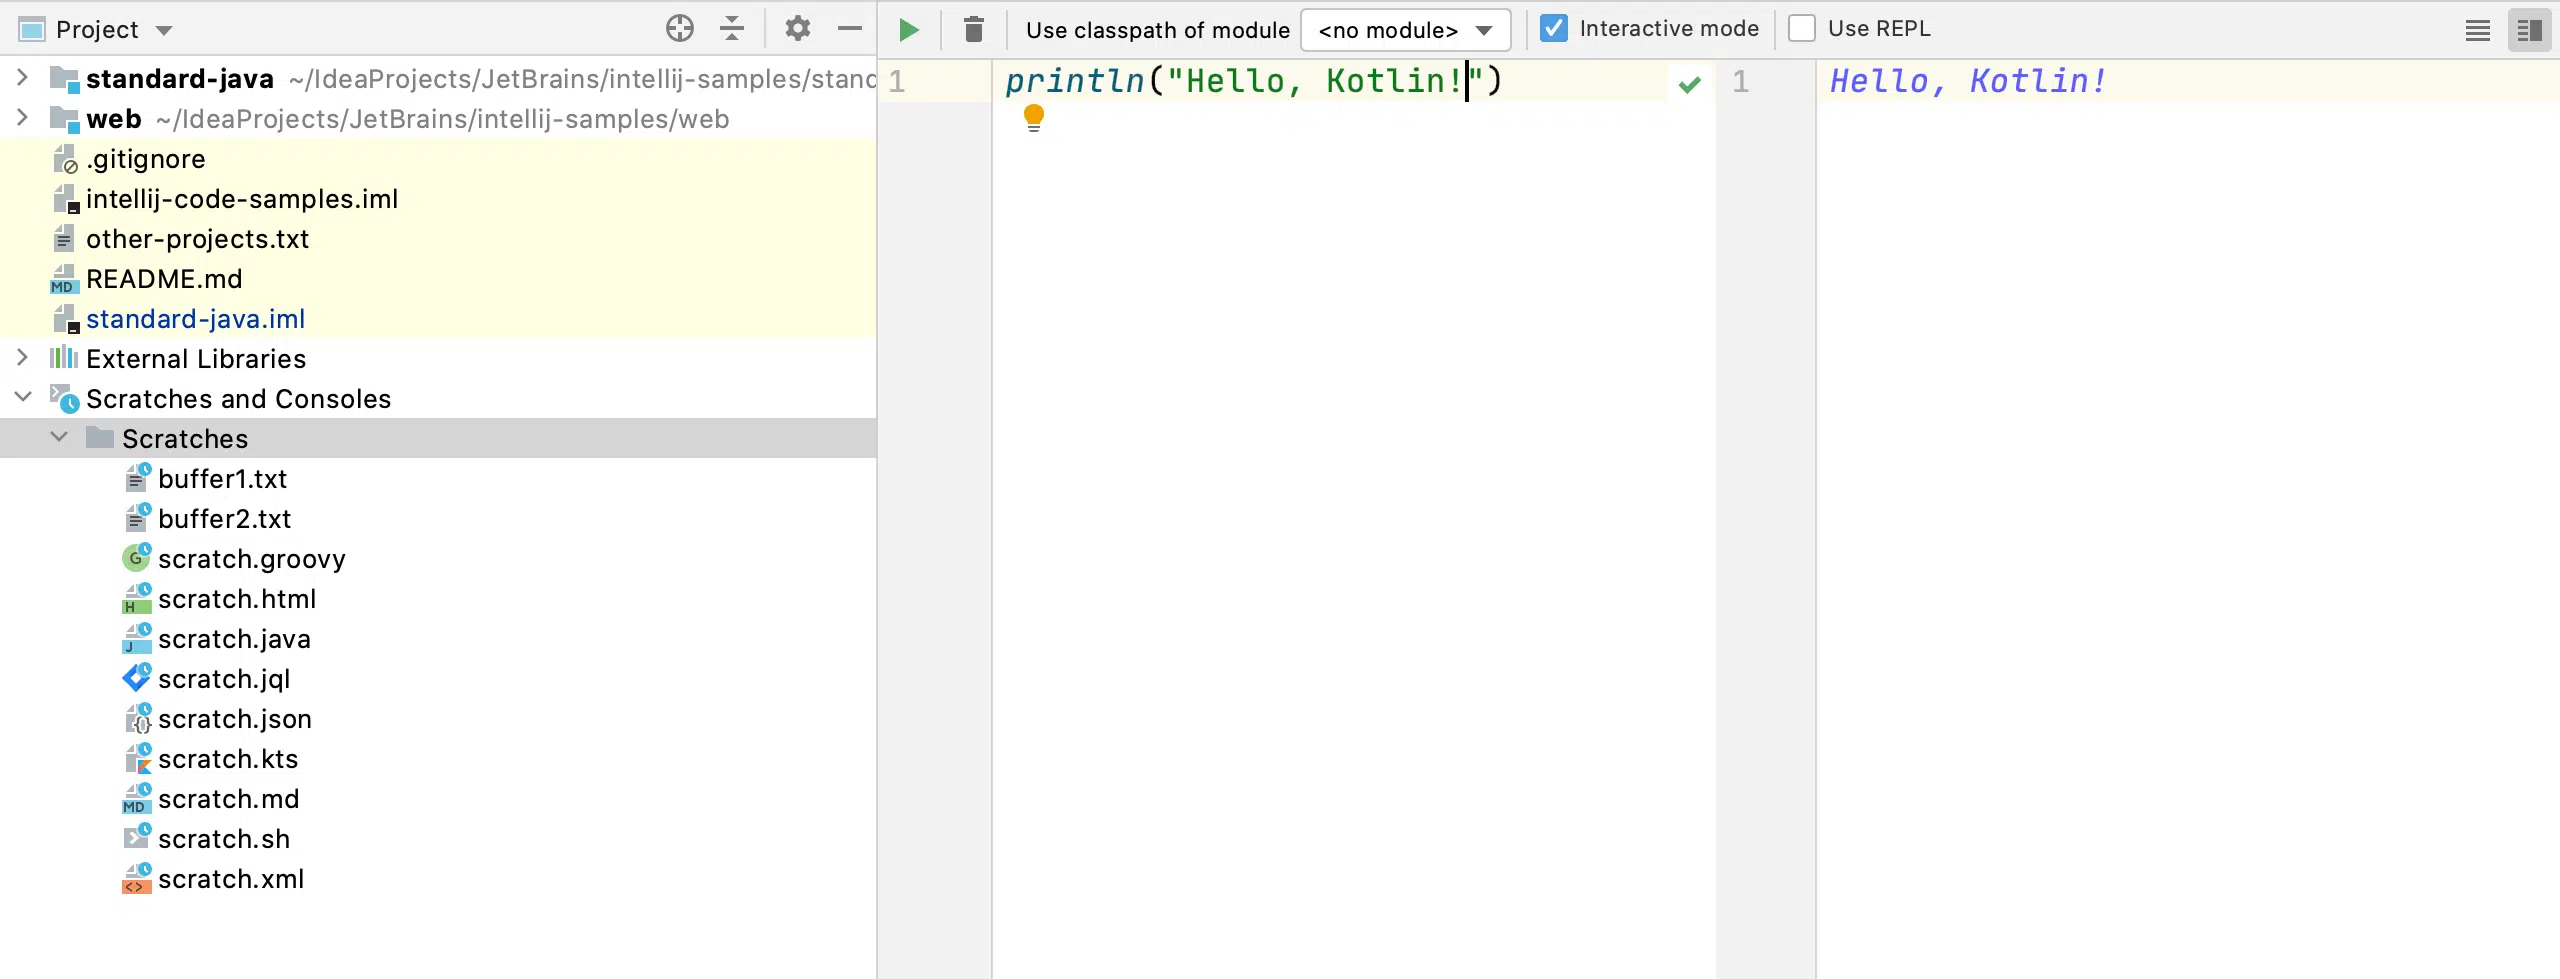 Project
Use classpath of module <no module> Interactive mode Use REPL
standard-java ~/IdeaProjects/JetBrains/intellij-samples/stand
web ~/IdeaProjects/JetBrains/intellij-samples/web
.gitignore
intellij-code-samples.iml
other-projects.txt
MD README.md
standard-java.iml
External Libraries
Scratches and Consoles
Scratches
buffer1.txt
buffer2.txt
G scratch.groovy
H scratch.html
J scratch.java
scratch.jql
{} scratch.json
scratch.kts
MD scratch.md
scratch.sh
<> scratch.xml
1 println("Hello, Kotlin!")
1 Hello, Kotlin!